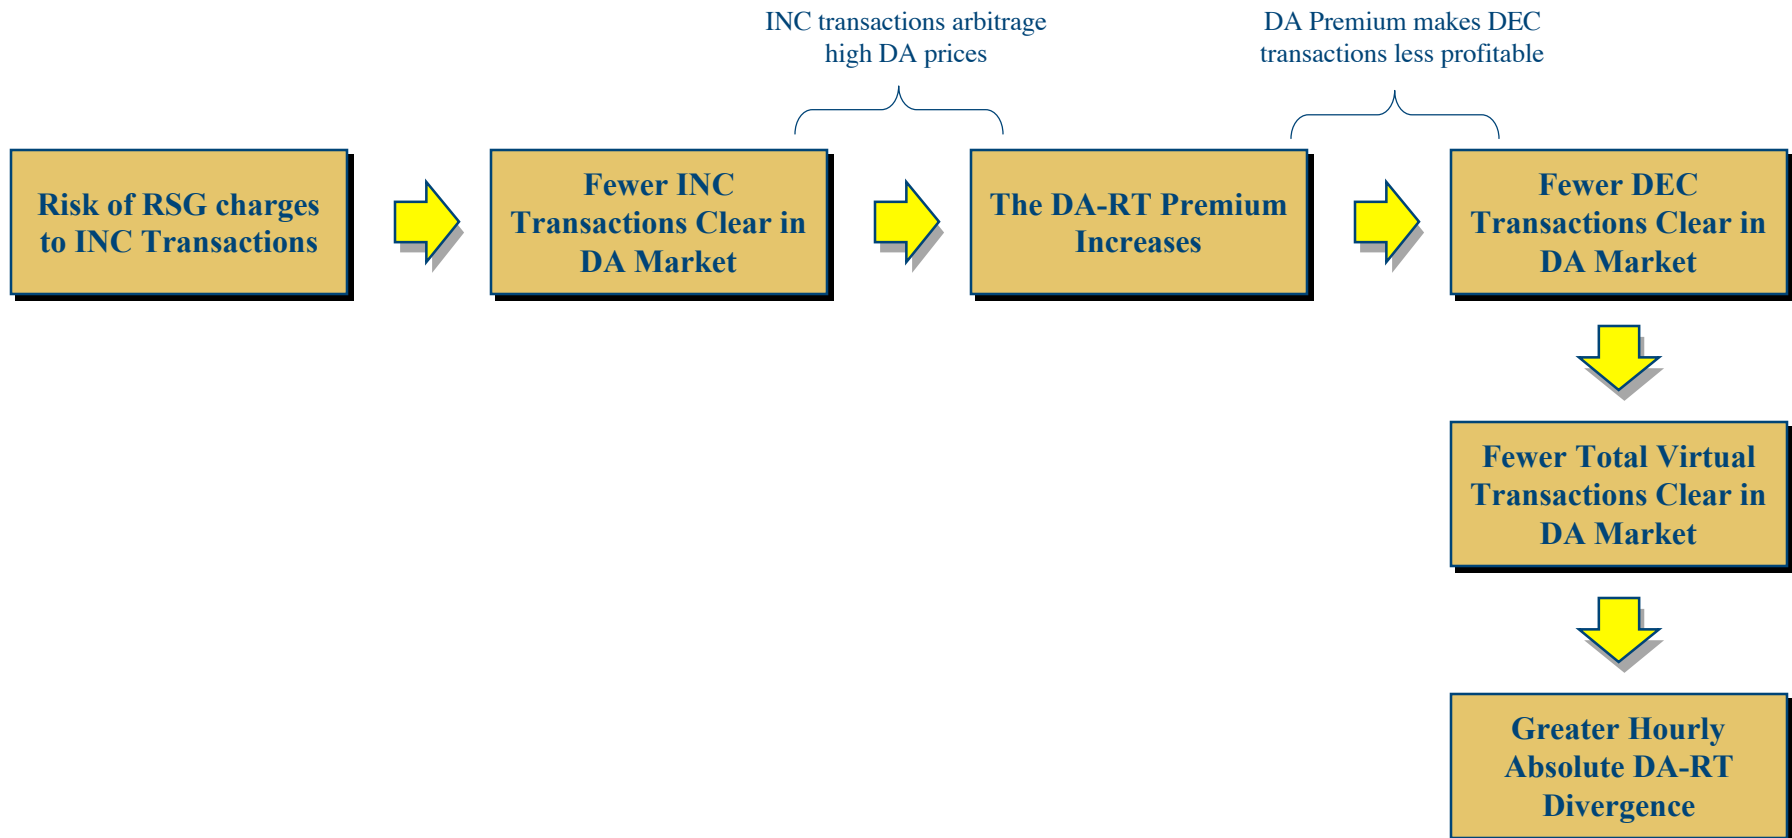 INC transactions arbitrage
high DA prices
DA Premium makes DEC
transactions less profitable
Risk of RSG charges
to INC Transactions
Fewer INC
Transactions Clear in
DA Market
The DA-RT Premium
Increases
Fewer DEC
Transactions Clear in
DA Market
Fewer Total Virtual
Transactions Clear in
DA Market
Greater Hourly
Absolute DA-RT
Divergence